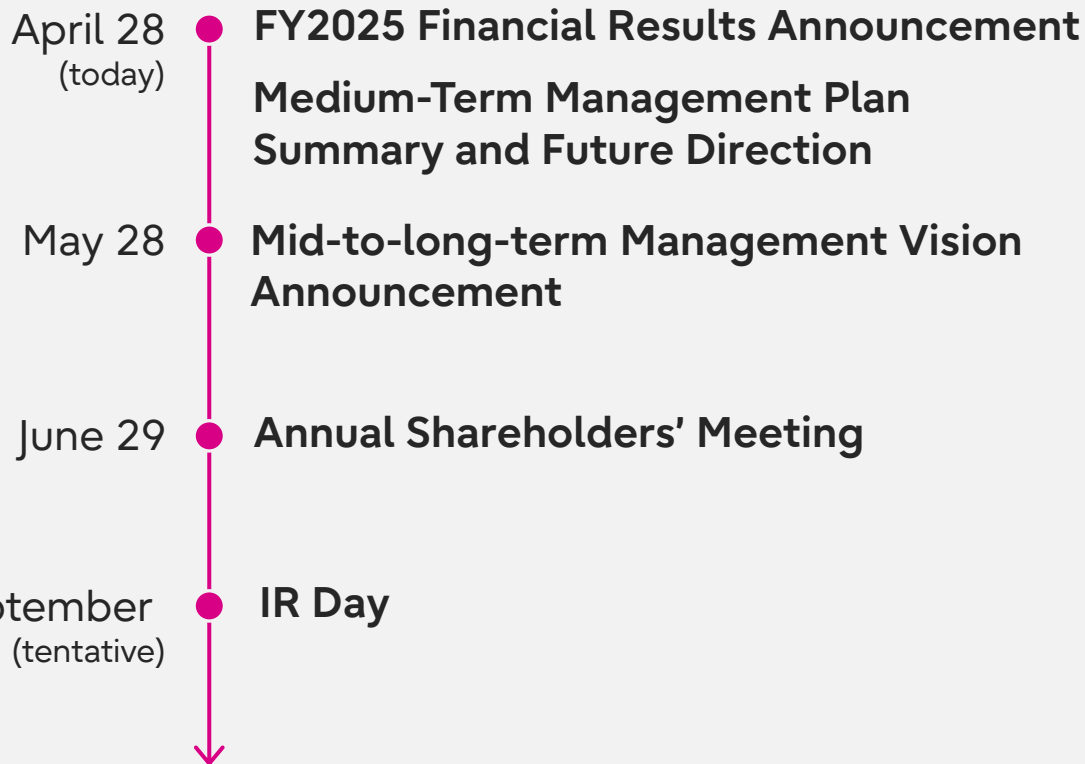 April 28
(today)
FY2025 Financial Results Announcement
Medium-Term Management Plan
Summary and Future Direction
May 28
Mid-to-long-term Management Vision
Announcement
June 29
Annual Shareholders’ Meeting
ptember
(tentative)
IR Day